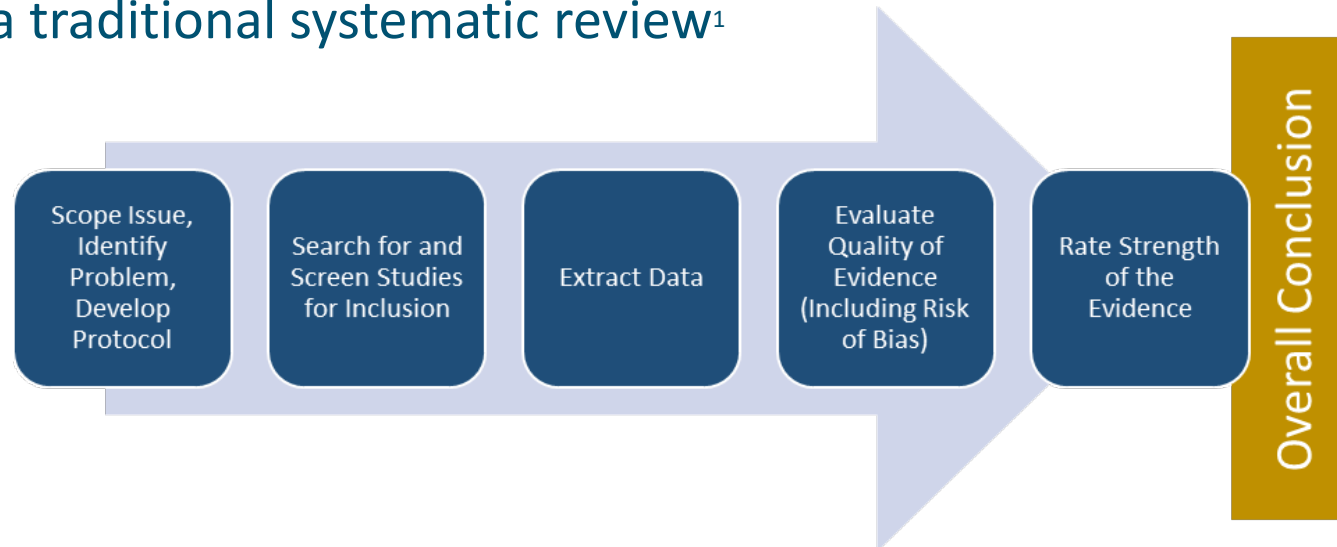 a traditional systematic review¹
Scope Issue,
Identify
Problem,
Develop
Protocol
Search for and
Screen Studies
for Inclusion
Extract Data
Evaluate
Quality of
Evidence
(Including Risk
of Bias)
Rate Strength
of the
Evidence
Overall Conclusion